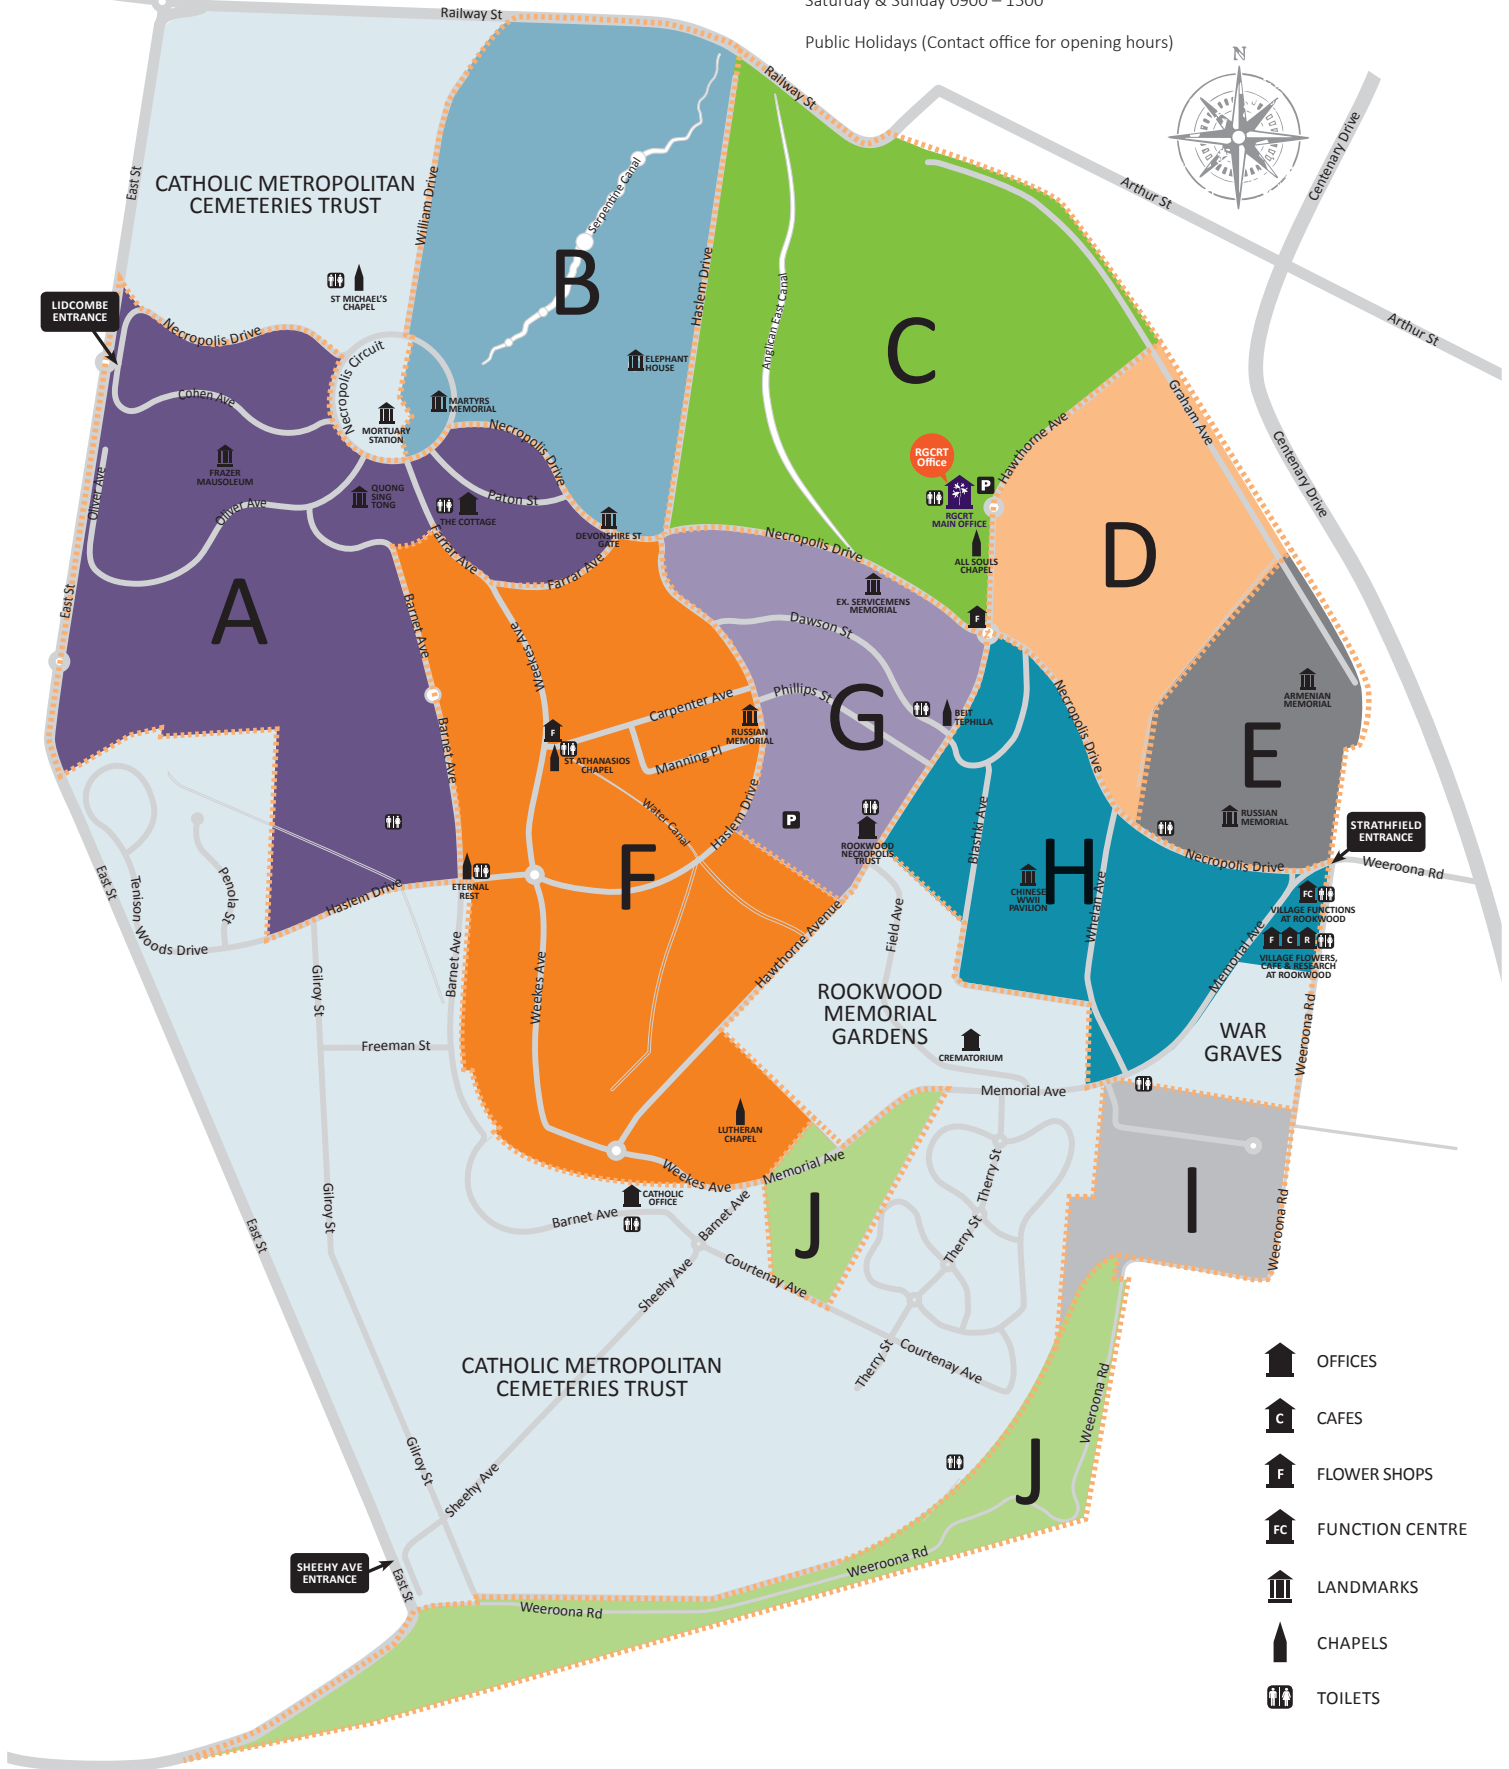 Saturday & Sunday 0900 – 1500
Public Holidays (Contact office for opening hours)
N
Railway St
Railway St
Arthur St
Arthur St
Centenary Drive
Centenary Drive
East St
CATHOLIC METROPOLITAN
CEMETERIES TRUST
William Drive
Serpentine Canal
B
Haslem Drive
Anglican East Canal
C
ST MICHAEL'S
CHAPEL
LIDCOMBE
ENTRANCE
Necropolis Drive
Necropolis Circuit
ELEPHANT
HOUSE
Cohen Ave
MARTYRS
MEMORIAL
MORTUARY
STATION
Necropolis Drive
Graham Ave
Hawthorne Ave
RGCRT
Office
P
RGCRT
MAIN OFFICE
FRAZER
MAUSOLEUM
Oliver Ave
Oliver Ave
QUONG
SING
TONG
THE COTTAGE
Paton St
DEVONSHIRE ST
GATE
Farrar Ave
Farrar Ave
Necropolis Drive
ALL SOULS
CHAPEL
D
EX. SERVICEMENS
MEMORIAL
East St
A
Barnet Ave
Weekes Ave
Dawson St
F
Phillips St
G
BEIT
TEPHILLA
Necropolis Drive
ARMENIAN
MEMORIAL
E
Carpenter Ave
RUSSIAN
MEMORIAL
F
ST ATHANASIOS
CHAPEL
Manning Pl
Barnet Ave
Water Canal
Haslem Drive
P
ROOKWOOD
NECROPOLIS
TRUST
Blashki Ave
H
RUSSIAN
MEMORIAL
STRATHFIELD
ENTRANCE
Necropolis Drive
Weeroona Rd
CHINESE
WWII
PAVILION
Whelan Ave
FC
VILLAGE FUNCTIONS
AT ROOKWOOD
F C R
VILLAGE FLOWERS,
CAFE & RESEARCH
AT ROOKWOOD
Memorial Ave
East St
Tenison
Woods Drive
Penola St
Haslem Drive
ETERNAL
REST
F
Hawthorne Avenue
Field Ave
Barnet Ave
Weekes Ave
Gilroy St
ROOKWOOD
MEMORIAL
GARDENS
WAR
GRAVES
Weeroona Rd
Freeman St
CREMATORIUM
Memorial Ave
LUTHERAN
CHAPEL
Weekes Ave
Memorial Ave
J
Therry St
Therry St
I
Weeroona Rd
CATHOLIC
OFFICE
Barnet Ave
Barnet Ave
Gilroy St
East St
Sheehy Ave
Courtenay Ave
Therry St
Courtenay Ave
CATHOLIC METROPOLITAN
CEMETERIES TRUST
Weeroona Rd
J
Gilroy St
Sheehy Ave
SHEEHY AVE
ENTRANCE
East St
Weeroona Rd
Weeroona Rd
OFFICES
C
CAFES
F
FLOWER SHOPS
FC
FUNCTION CENTRE
LANDMARKS
CHAPELS
TOILETS